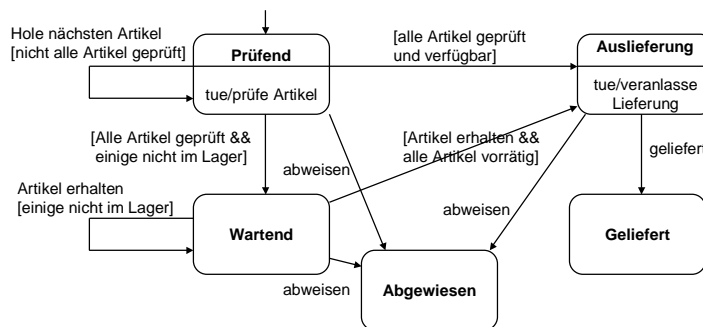 Hole nächsten Artikel
[nicht alle Artikel geprüft]
Prüfend
tue/prüfe Artikel
[alle Artikel geprüft
und verfügbar]
Auslieferung
tue/veranlasse
Lieferung
[Alle Artikel geprüft &&
einige nicht im Lager]
abweisen
[Artikel erhalten &&
alle Artikel vorrätig]
geliefert
Artikel erhalten
[einige nicht im Lager]
Wartend
abweisen
Geliefert
abweisen
Abgewiesen